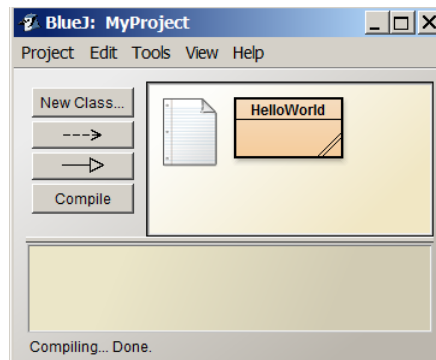 BlueJ: MyProject
Project Edit Tools View Help
New Class...
HelloWorld
Compile
Compiling... Done.